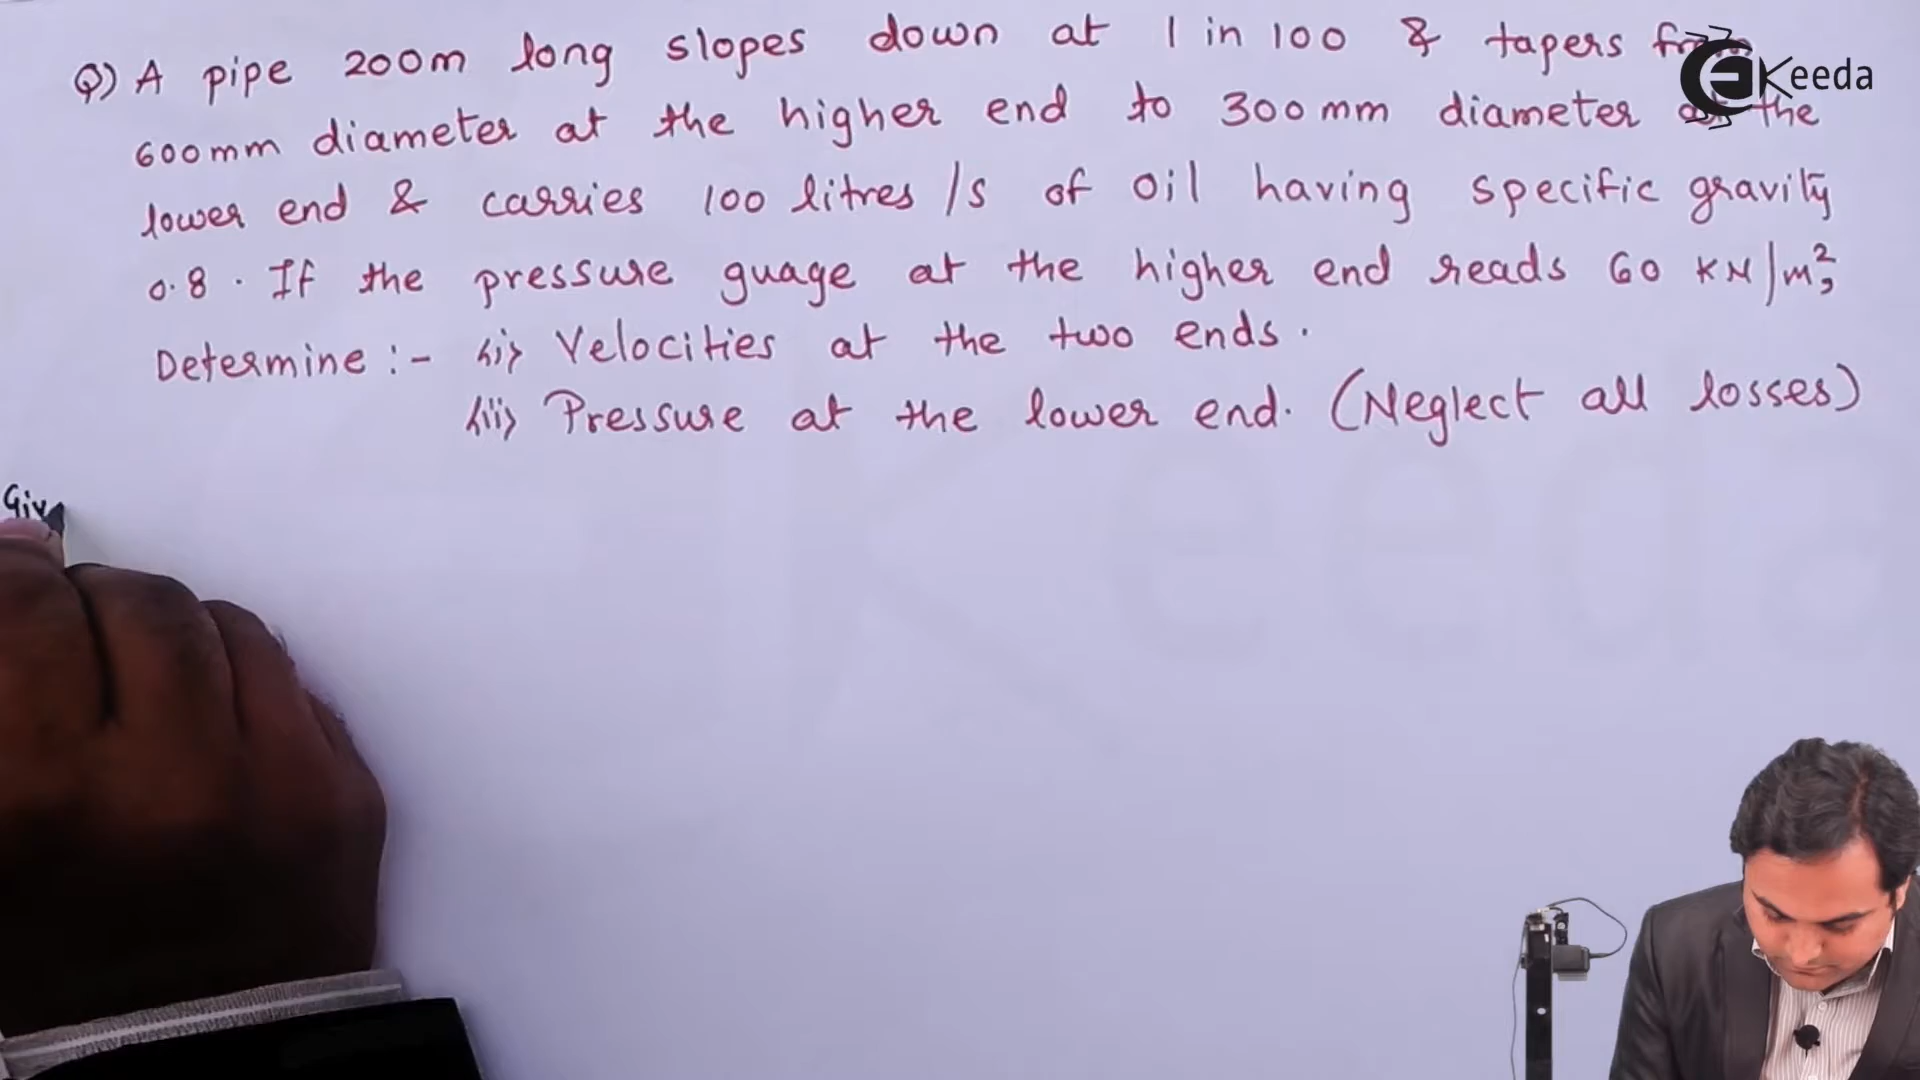 Q) A pipe 200m long slopes down at 1 in 100 & tapers
Keeda
600mm diameter at the higher end to 300mm diameter the
lower end & carries 100 litres/s of oil having specific gravity
0.8. If the pressure guage at the higher end reads 60 KN/m²,
Determine :- (i) Velocities at the two ends.
(ii) Pressure at the lower end. (Neglect all losses)